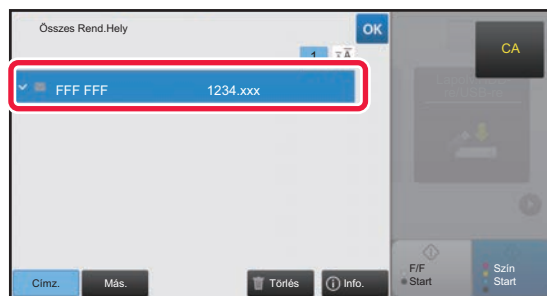 Összes Rend.Hely
OK
CA
1
FFF FFF 1234.xxx
Címz.
Más.
Törlés
Info.
F/F
Start
Szín
Start